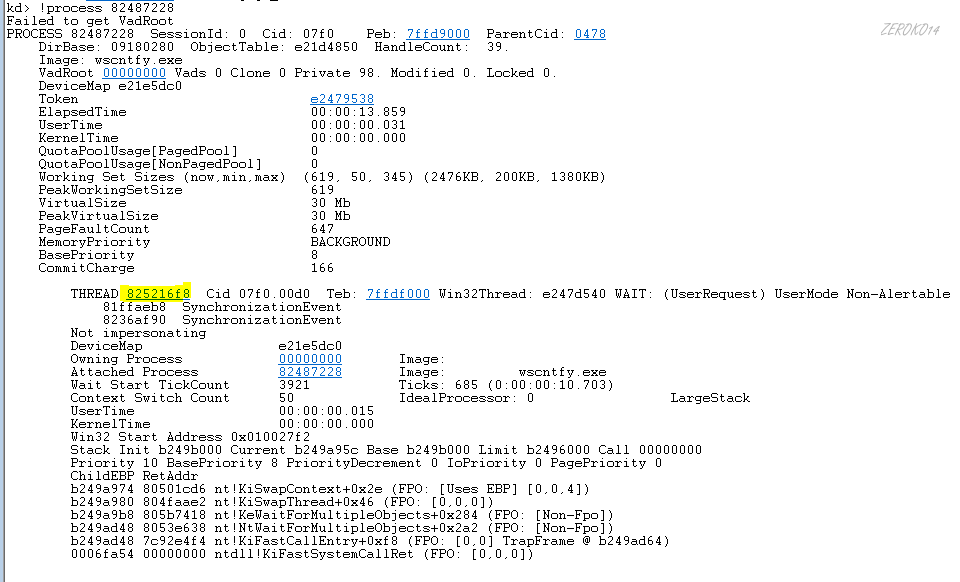 kd> !process 82487228
Failed to get VadRoot
PROCESS 82487228  SessionId: 0  Cid: 07f0    Peb: 7ffd9000  ParentCid: 0478
ZEROKO14
    DirBase: 09180280  ObjectTable: e21d4850  HandleCount:  39.
    Image: wscntfy.exe
    VadRoot 00000000 Vads 0 Clone 0 Private 98. Modified 0. Locked 0.
    DeviceMap e21e5dc0
    Token                             e2479538
    ElapsedTime                       00:00:13.859
    UserTime                          00:00:00.031
    KernelTime                        00:00:00.000
    QuotaPoolUsage[PagedPool]         0
    QuotaPoolUsage[NonPagedPool]      0
    Working Set Sizes (now,min,max)  (619, 50, 345) (2476KB, 200KB, 1380KB)
    PeakWorkingSetSize                619
    VirtualSize                       30 Mb
    PeakVirtualSize                   30 Mb
    PageFaultCount                    647
    MemoryPriority                    BACKGROUND
    BasePriority                      8
    CommitCharge                      166
        THREAD 825216f8  Cid 07f0.00d0  Teb: 7ffdf000 Win32Thread: e247d540 WAIT: (UserRequest) UserMode Non-Alertable
            81ffaeb8  SynchronizationEvent
            8236af90  SynchronizationEvent
        Not impersonating
        DeviceMap                 e21e5dc0
        Owning Process            00000000       Image:
        Attached Process          82487228       Image:         wscntfy.exe
        Wait Start TickCount      3921           Ticks: 685 (0:00:00:10.703)
        Context Switch Count      50             IdealProcessor: 0                 LargeStack
        UserTime                  00:00:00.015
        KernelTime                00:00:00.000
        Win32 Start Address 0x010027f2
        Stack Init b249b000 Current b249a95c Base b249b000 Limit b2496000 Call 00000000
        Priority 10 BasePriority 8 PriorityDecrement 0 IoPriority 0 PagePriority 0
        ChildEBP RetAddr
        b249a974 80501cd6 nt!KiSwapContext+0x2e (FPO: [Uses EBP] [0,0,4])
        b249a980 804faae2 nt!KiSwapThread+0x46 (FPO: [0,0,0])
        b249a9b8 805b7418 nt!KeWaitForMultipleObjects+0x284 (FPO: [Non-Fpo])
        b249ad48 8053e638 nt!NtWaitForMultipleObjects+0x2a2 (FPO: [Non-Fpo])
        b249ad48 7c92e4f4 nt!KiFastCallEntry+0xf8 (FPO: [0,0] TrapFrame @ b249ad64)
        0006fa54 00000000 ntdll!KiFastSystemCallRet (FPO: [0,0,0])